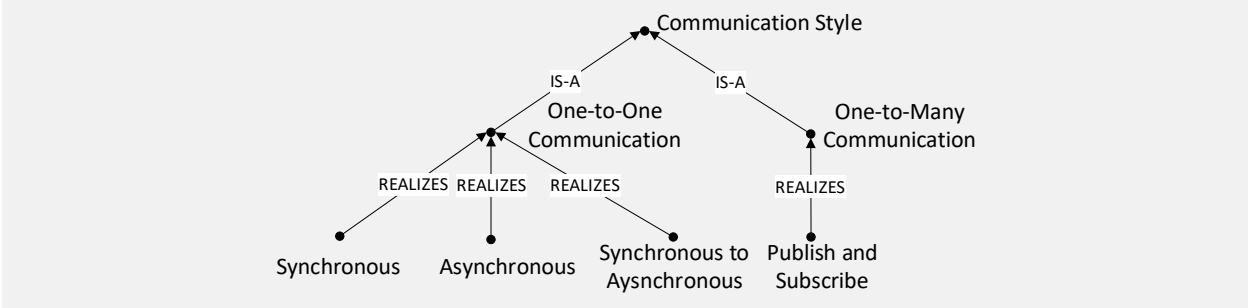 Communication Style
IS-A
IS-A
One-to-One
Communication
One-to-Many
Communication
REALIZES
REALIZES
REALIZES
REALIZES
Synchronous
Asynchronous
Synchronous to
Aysnchronous
Publish and
Subscribe